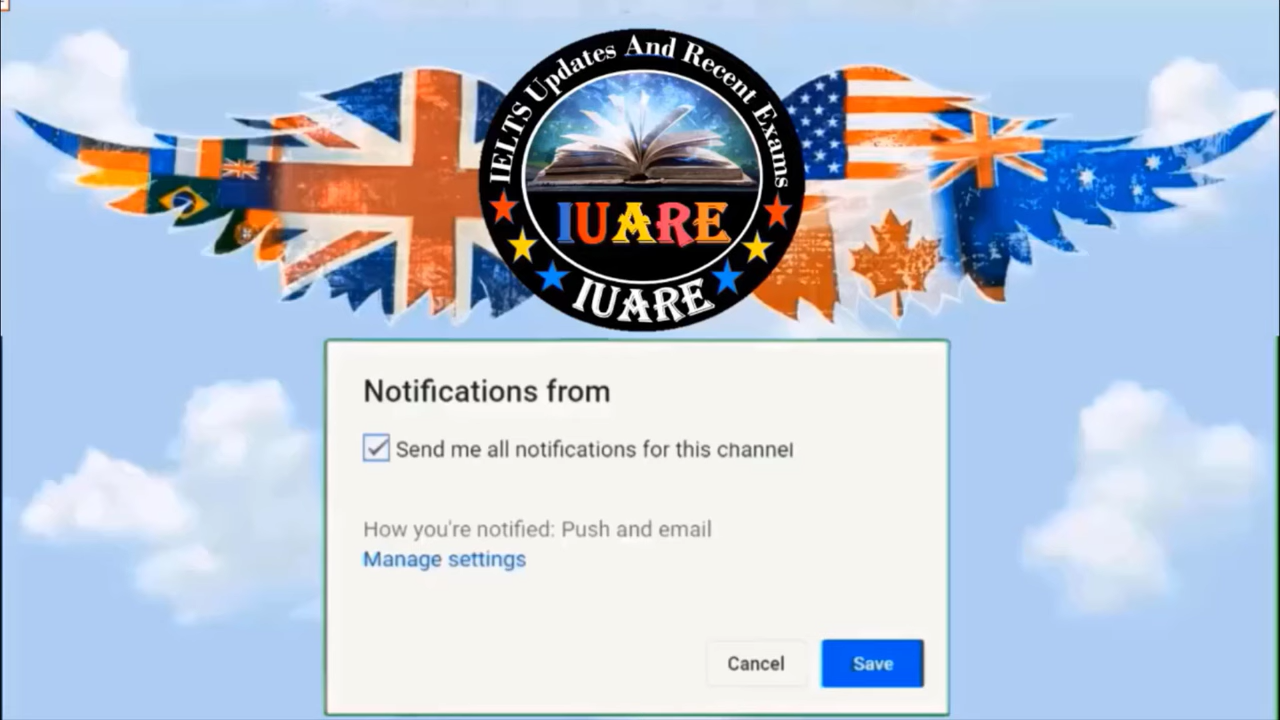 IELTS Updates And Recent Exams
IUARE
IUARE
Notifications from
Send me all notifications for this channel
How you're notified: Push and email
Manage settings
Cancel
Save